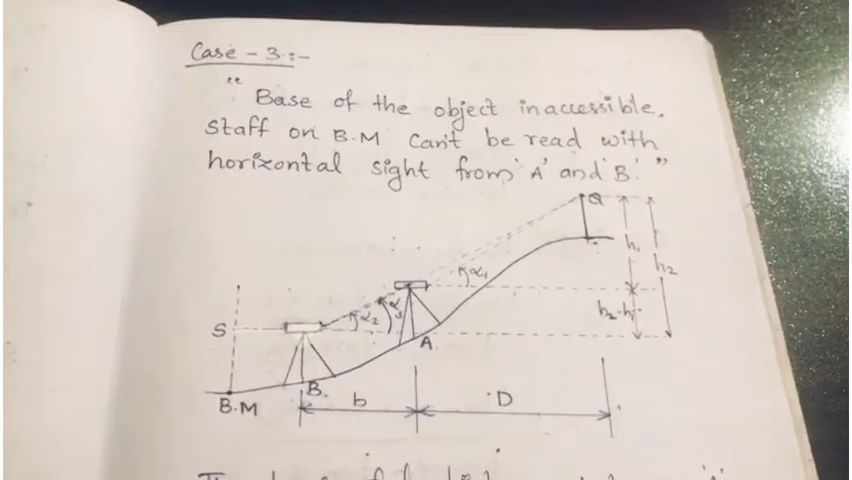 Case - 3 :-
" Base of the object inaccessible,
staff on B.M Can't be read with
horizontal sight from 'A' and 'B'. "
Q
α₁
h₁
h₂
α₂
α₃
h₂-h₁
S
A
B.
B.M
b
D